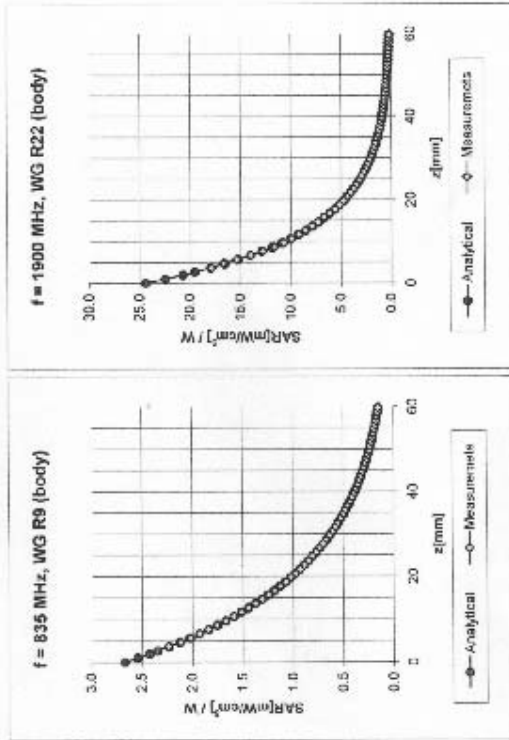 f = 835 MHz, WG R9 (body)
SAR[mW/cm³] / W
3.0
2.5
2.0
1.5
1.0
0.5
0.0
0
20
40
60
z[mm]
Analytical
Measuremets
f = 1900 MHz, WG R22 (body)
SAR[mW/cm³] / W
30.0
25.0
20.0
15.0
10.0
5.0
0.0
0
20
40
60
z[mm]
Analytical
Measuremets